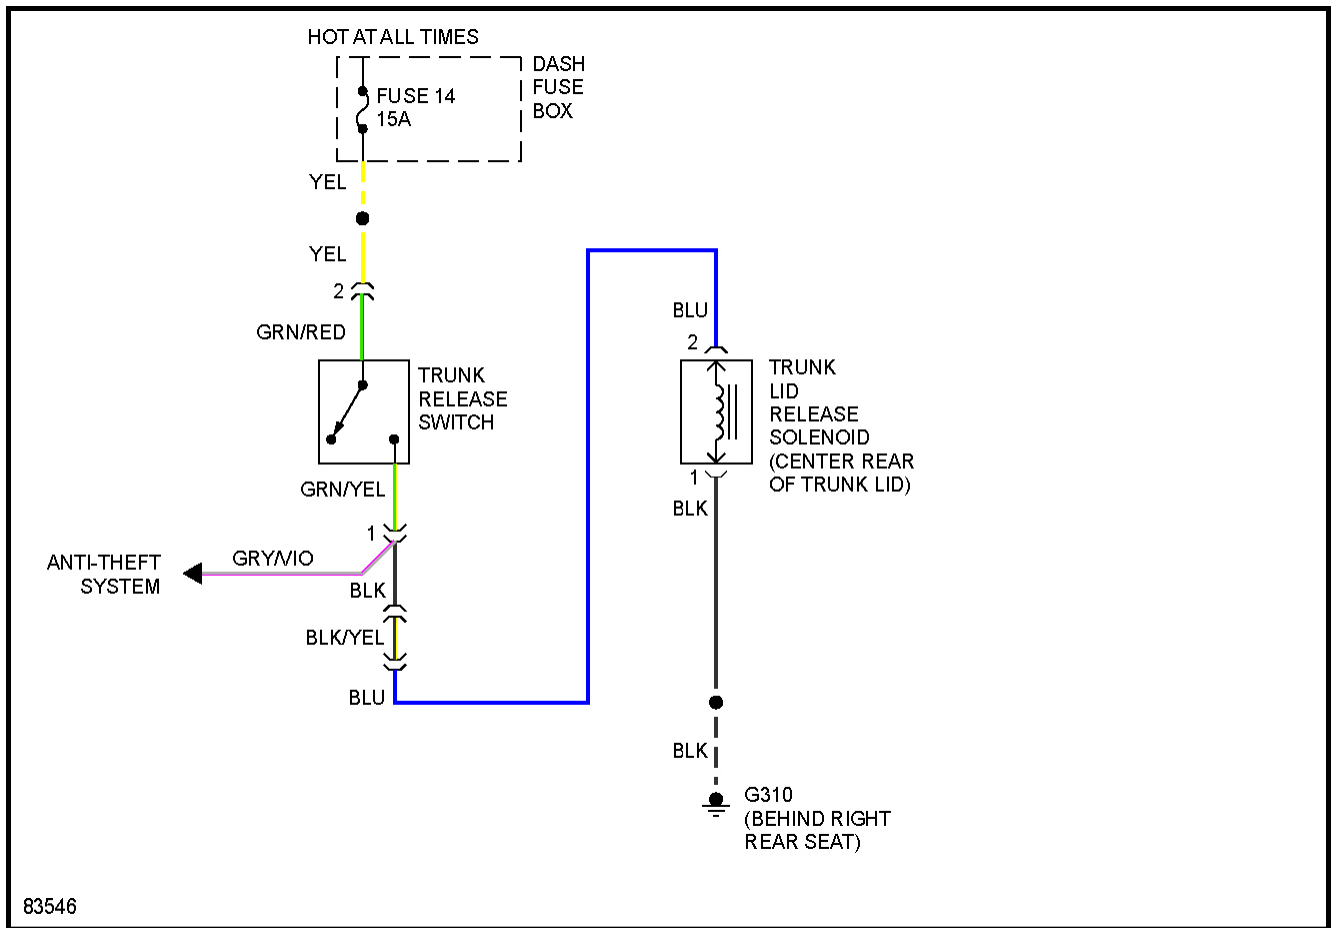 HOT AT ALL TIMES
DASH
FUSE
BOX
FUSE 14
15A
YEL
YEL
2
GRN/RED
TRUNK
RELEASE
SWITCH
GRN/YEL
1
GRY/VIO
ANTI-THEFT
SYSTEM
BLK
BLK/YEL
BLU
BLU
2
TRUNK
LID
RELEASE
SOLENOID
(CENTER REAR
OF TRUNK LID)
1
BLK
BLK
G310
(BEHIND RIGHT
REAR SEAT)
83546